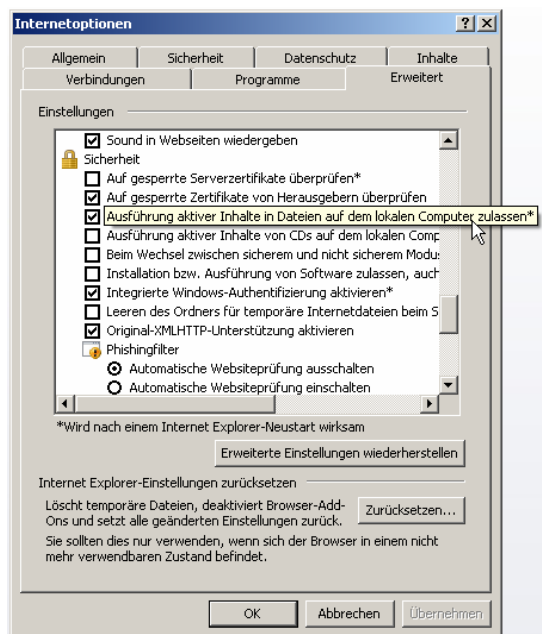 Internetoptionen
Allgemein Sicherheit Datenschutz Inhalte
Verbindungen Programme Erweitert
Einstellungen
Sound in Webseiten wiedergeben
Sicherheit
Auf gesperrte Serverzertifikate überprüfen*
Auf gesperrte Zertifikate von Herausgebern überprüfen
Ausführung aktiver Inhalte in Dateien auf dem lokalen Computer zulassen*
Ausführung aktiver Inhalte von CDs auf dem lokalen Comp
Beim Wechsel zwischen sicherem und nicht sicherem Modu
Installation bzw. Ausführung von Software zulassen, auch
Integrierte Windows-Authentifizierung aktivieren*
Leeren des Ordners für temporäre Internetdateien beim S
Original-XMLHTTP-Unterstützung aktivieren
Phishingfilter
Automatische Websiteprüfung ausschalten
Automatische Websiteprüfung einschalten
*Wird nach einem Internet Explorer-Neustart wirksam
Erweiterte Einstellungen wiederherstellen
Internet Explorer-Einstellungen zurücksetzen
Löscht temporäre Dateien, deaktiviert Browser-Add-
Ons und setzt alle geänderten Einstellungen zurück.
Zurücksetzen...
Sie sollten dies nur verwenden, wenn sich der Browser in einem nicht
mehr verwendbaren Zustand befindet.
OK Abbrechen Übernehmen